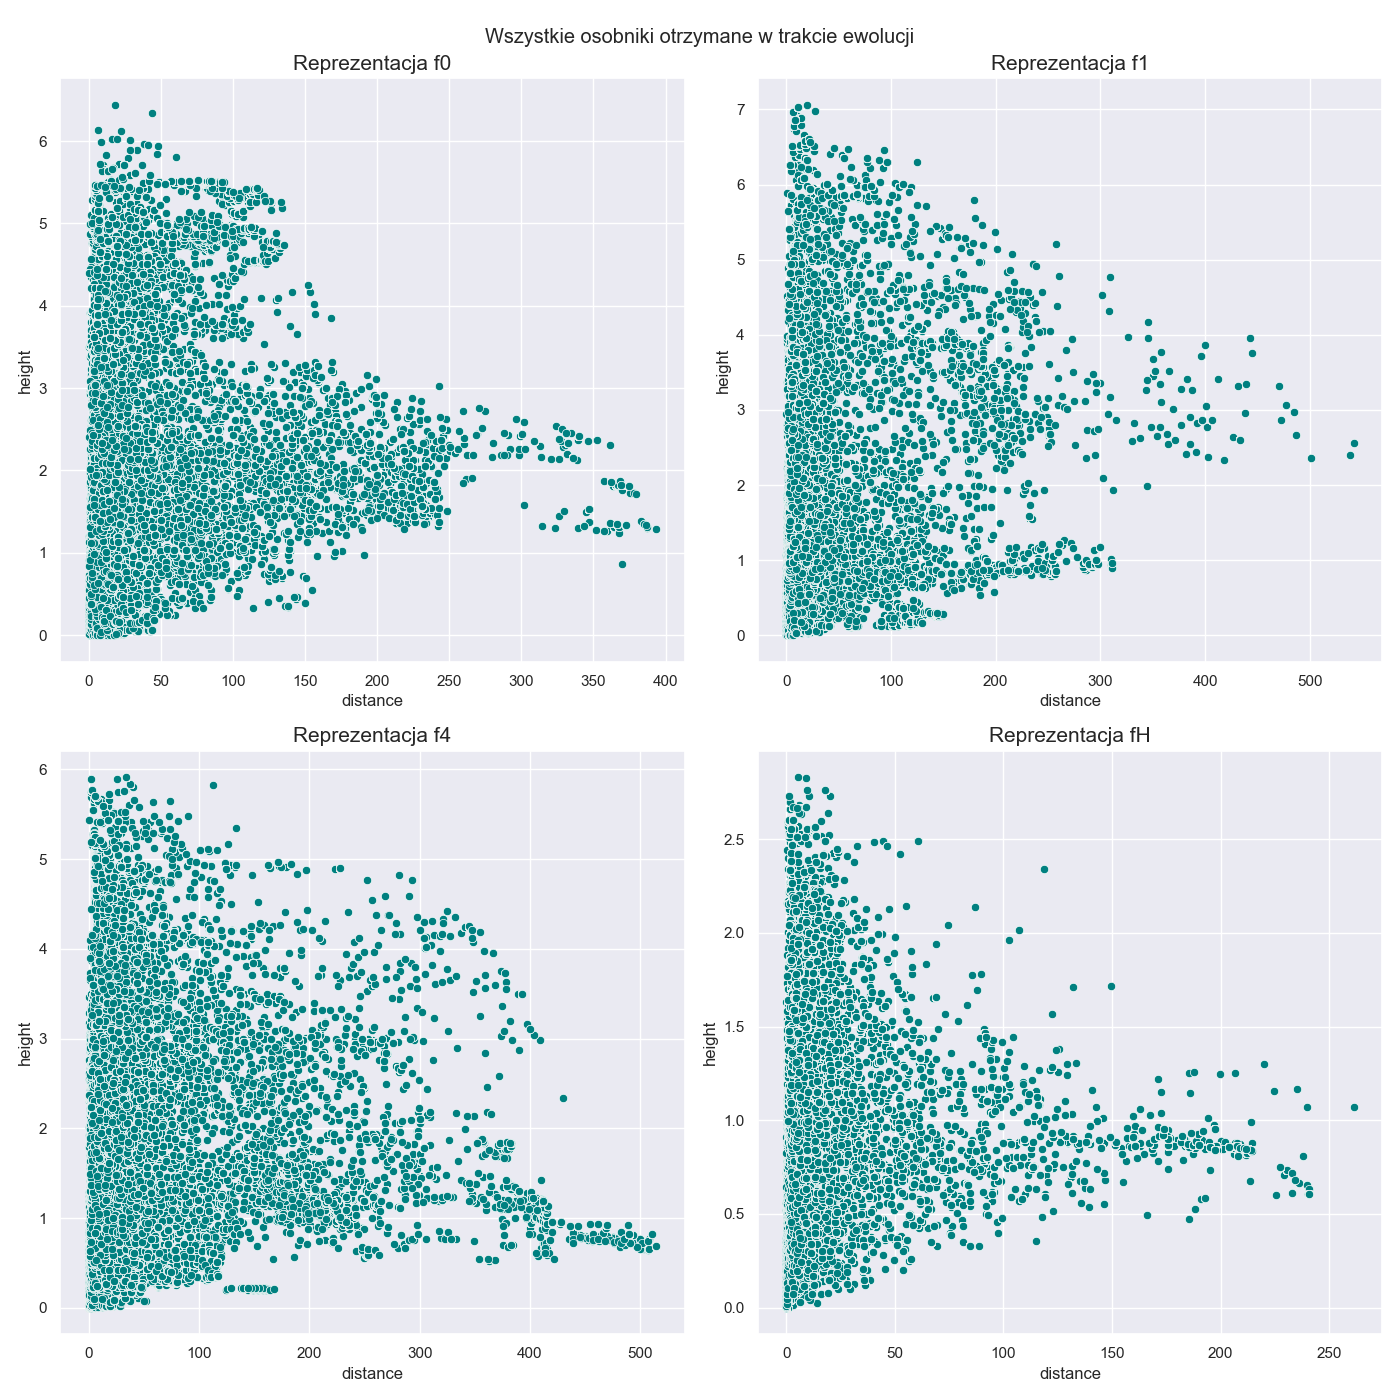 Wszystkie osobniki otrzymane w trakcie ewolucji
Reprezentacja f0
6
5
4
3
2
1
0
height
0 50 100 150 200 250 300 350 400
distance
Reprezentacja f1
7
6
5
4
3
2
1
0
height
0 100 200 300 400 500
distance
Reprezentacja f4
6
5
4
3
2
1
0
height
0 100 200 300 400 500
distance
Reprezentacja fH
2.5
2.0
1.5
1.0
0.5
0.0
height
0 50 100 150 200 250
distance